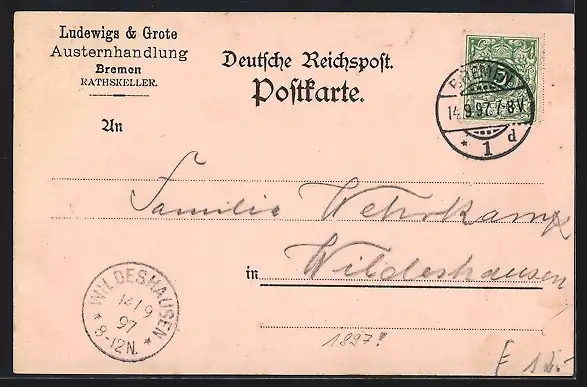 Ludewigs & Grote
Austernhandlung
Bremen
RATHSKELLER.
Deutsche Reichspost.
Postkarte.
BREMEN
14.9.97.7-8V.
* 1 d
An
Familie Wehrkamp
in Wildeshausen
WILDESHAUSEN
14/9
97
* 8-12N. *
1897!